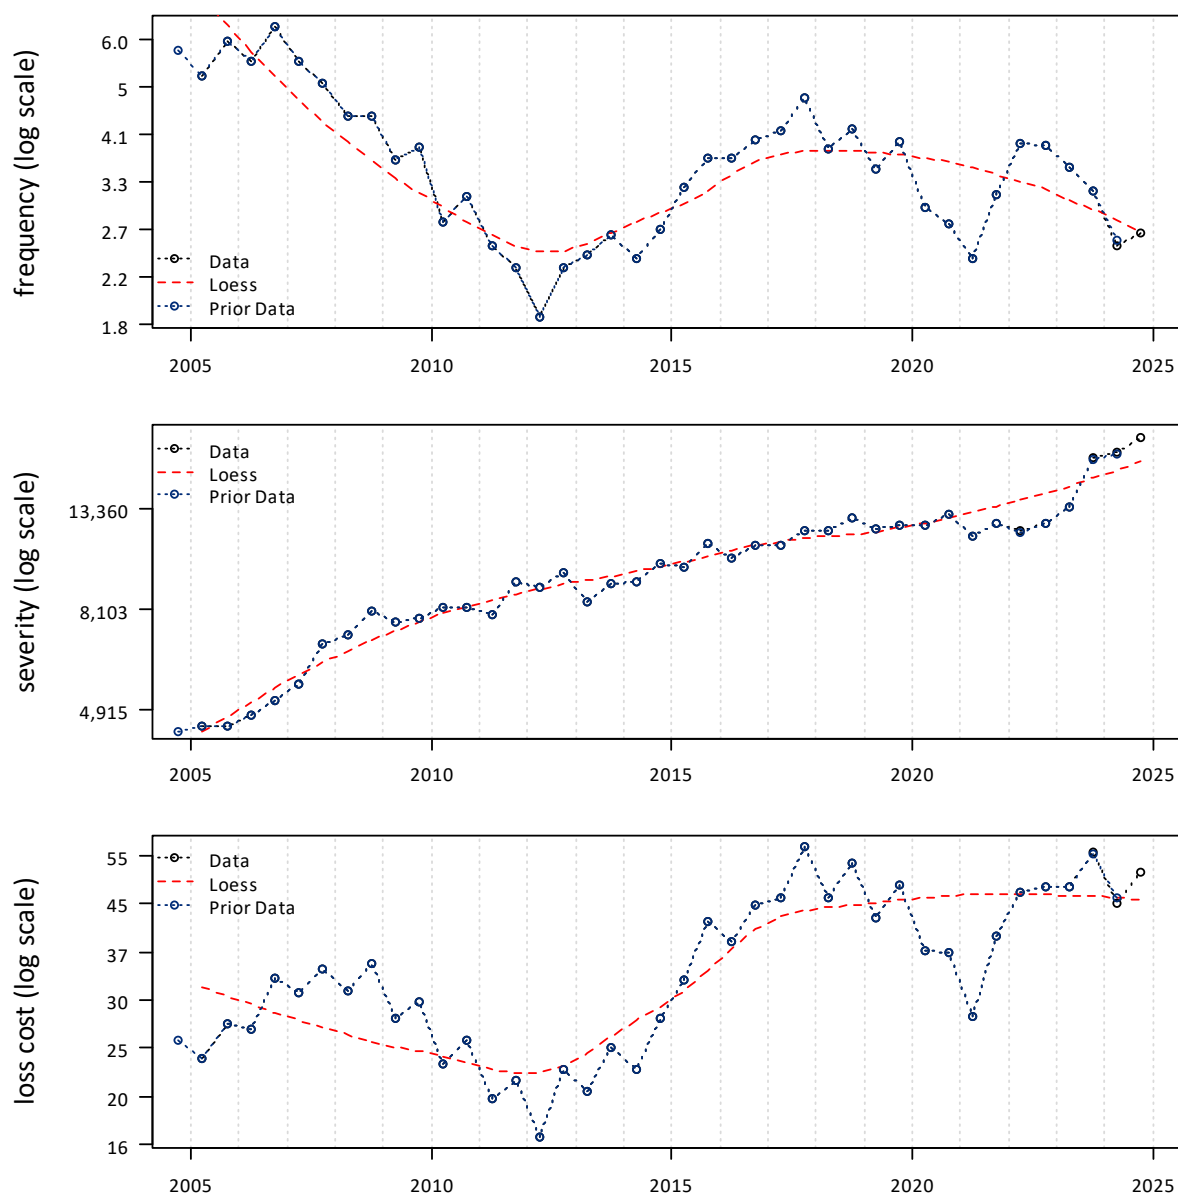 frequency (log scale)
6.0
5
4.1
3.3
2.7
2.2
1.8
Data
Loess
Prior Data
2005 2010 2015 2020 2025
severity (log scale)
13,360
8,103
4,915
Data
Loess
Prior Data
2005 2010 2015 2020 2025
loss cost (log scale)
55
45
37
30
25
20
16
Data
Loess
Prior Data
2005 2010 2015 2020 2025